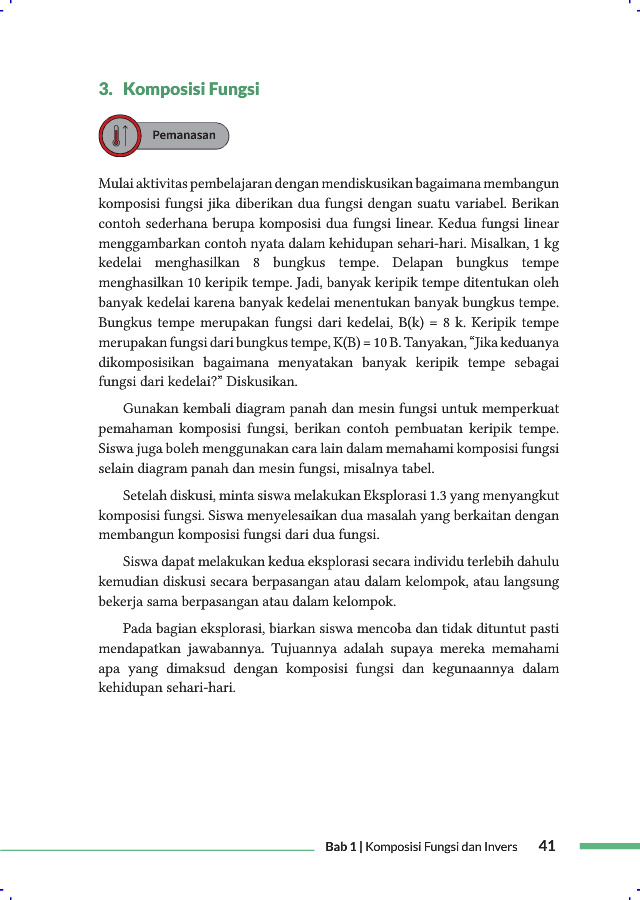 3. Komposisi Fungsi
Pemanasan
Mulai aktivitas pembelajaran dengan mendiskusikan bagaimana membangun
komposisi fungsi jika diberikan dua fungsi dengan suatu variabel. Berikan
contoh sederhana berupa komposisi dua fungsi linear. Kedua fungsi linear
menggambarkan contoh nyata dalam kehidupan sehari-hari. Misalkan, 1 kg
kedelai menghasilkan 8 bungkus tempe. Delapan bungkus tempe
menghasilkan 10 keripik tempe. Jadi, banyak keripik tempe ditentukan oleh
banyak kedelai karena banyak kedelai menentukan banyak bungkus tempe.
Bungkus tempe merupakan fungsi dari kedelai, B(k) = 8 k. Keripik tempe
merupakan fungsi dari bungkus tempe, K(B) = 10 B. Tanyakan, “Jika keduanya
dikomposisikan bagaimana menyatakan banyak keripik tempe sebagai
fungsi dari kedelai?” Diskusikan.
Gunakan kembali diagram panah dan mesin fungsi untuk memperkuat
pemahaman komposisi fungsi, berikan contoh pembuatan keripik tempe.
Siswa juga boleh menggunakan cara lain dalam memahami komposisi fungsi
selain diagram panah dan mesin fungsi, misalnya tabel.
Setelah diskusi, minta siswa melakukan Eksplorasi 1.3 yang menyangkut
komposisi fungsi. Siswa menyelesaikan dua masalah yang berkaitan dengan
membangun komposisi fungsi dari dua fungsi.
Siswa dapat melakukan kedua eksplorasi secara individu terlebih dahulu
kemudian diskusi secara berpasangan atau dalam kelompok, atau langsung
bekerja sama berpasangan atau dalam kelompok.
Pada bagian eksplorasi, biarkan siswa mencoba dan tidak dituntut pasti
mendapatkan jawabannya. Tujuannya adalah supaya mereka memahami
apa yang dimaksud dengan komposisi fungsi dan kegunaannya dalam
kehidupan sehari-hari.
Bab 1 | Komposisi Fungsi dan Invers 41